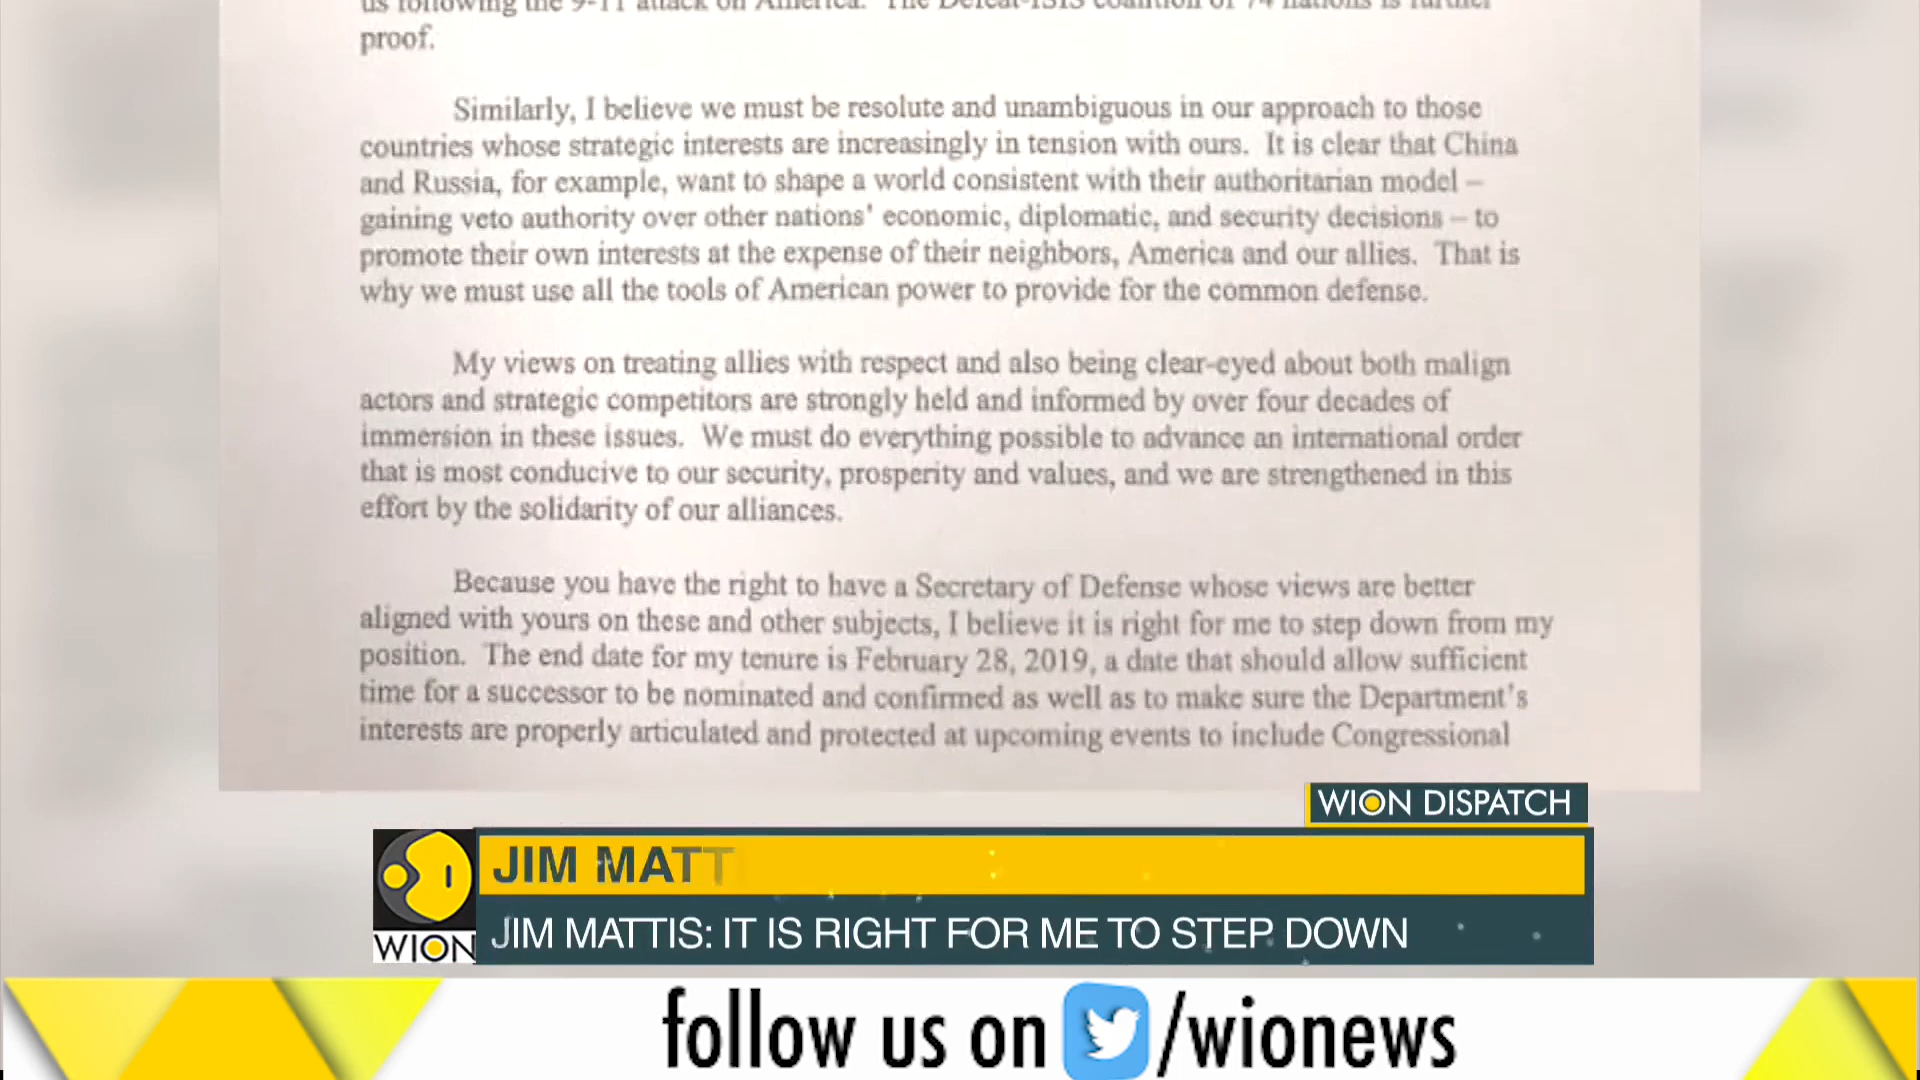 us following the 9-11 attack on America. The Defeat-ISIS coalition of 74 nations is further
proof.
Similarly, I believe we must be resolute and unambiguous in our approach to those
countries whose strategic interests are increasingly in tension with ours. It is clear that China
and Russia, for example, want to shape a world consistent with their authoritarian model –
gaining veto authority over other nations' economic, diplomatic, and security decisions – to
promote their own interests at the expense of their neighbors, America and our allies. That is
why we must use all the tools of American power to provide for the common defense.
My views on treating allies with respect and also being clear-eyed about both malign
actors and strategic competitors are strongly held and informed by over four decades of
immersion in these issues. We must do everything possible to advance an international order
that is most conducive to our security, prosperity and values, and we are strengthened in this
effort by the solidarity of our alliances.
Because you have the right to have a Secretary of Defense whose views are better
aligned with yours on these and other subjects, I believe it is right for me to step down from my
position. The end date for my tenure is February 28, 2019, a date that should allow sufficient
time for a successor to be nominated and confirmed as well as to make sure the Department's
interests are properly articulated and protected at upcoming events to include Congressional
WION DISPATCH
JIM MATT
WION
JIM MATTIS: IT IS RIGHT FOR ME TO STEP DOWN
follow us on /wionews